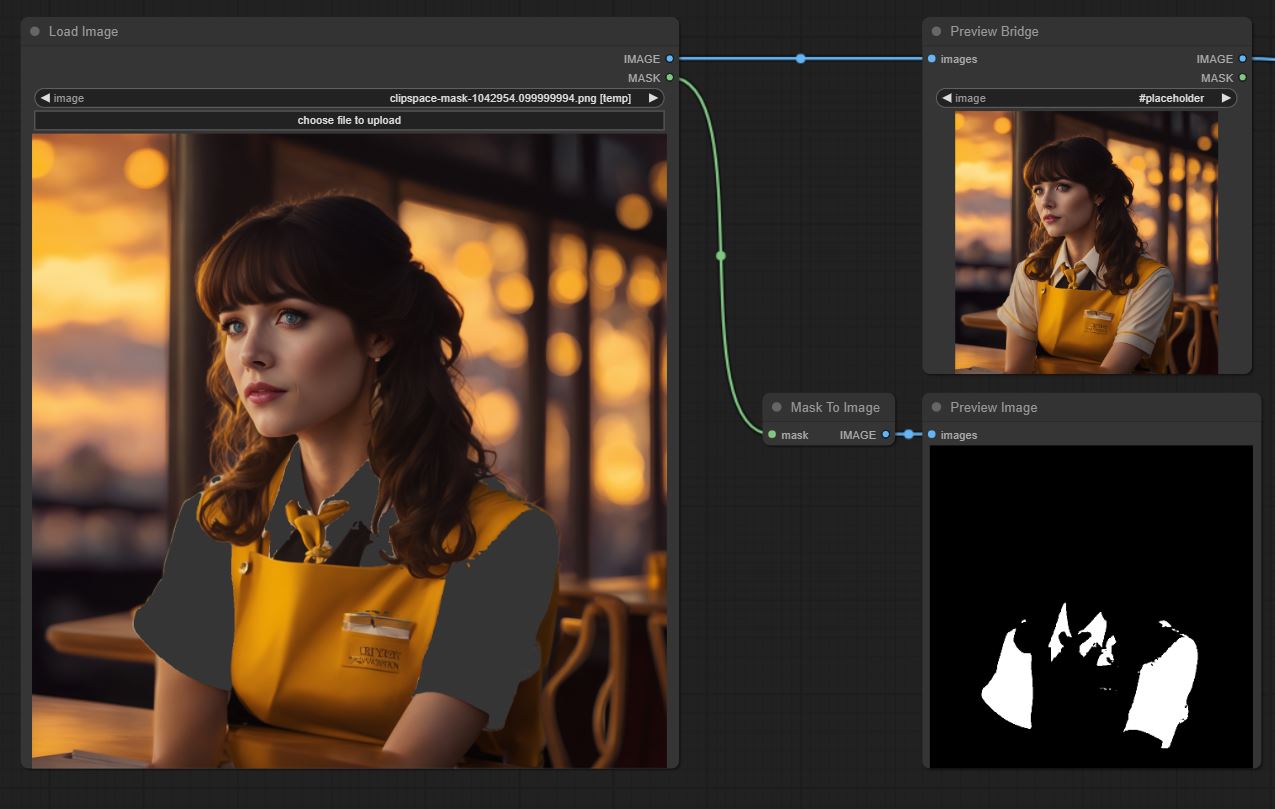 Load Image
IMAGE
MASK
image clipspace-mask-1042954.099999994.png [temp]
choose file to upload
Preview Bridge
images IMAGE
MASK
image #placeholder
Mask To Image
mask IMAGE
Preview Image
images